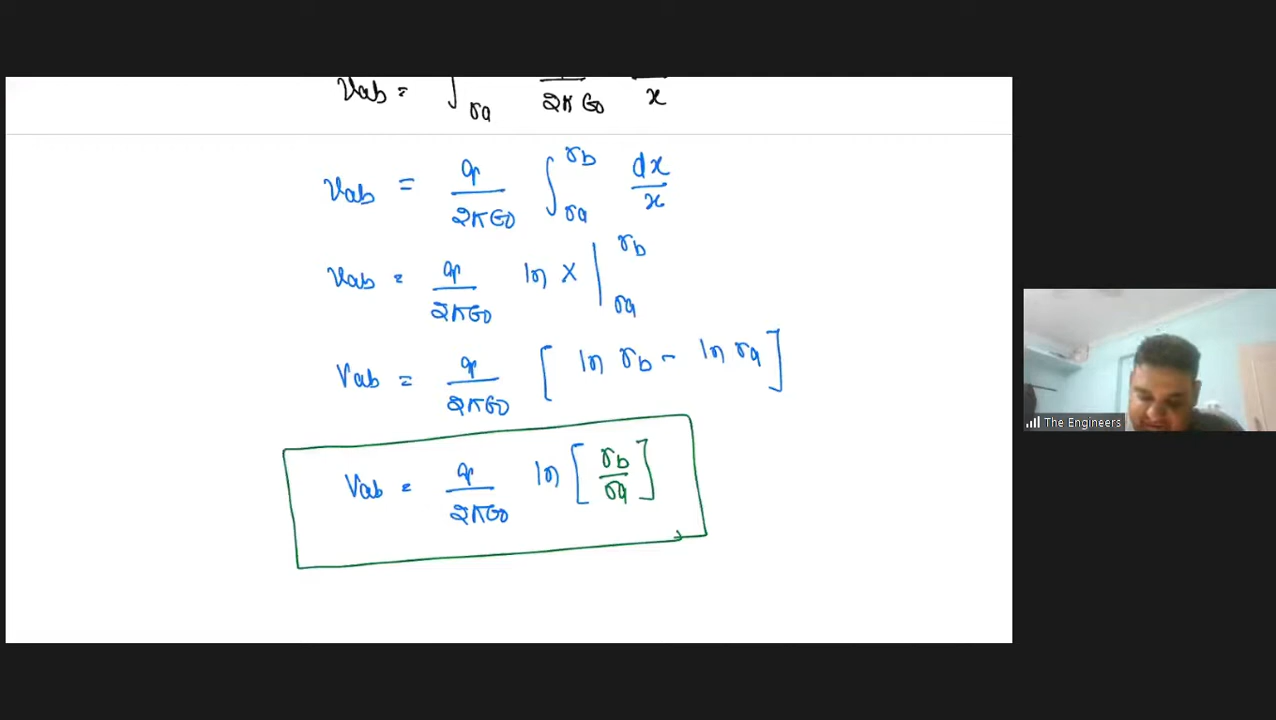 Vab = ∫ra 2πε0 x
Vab = q/2πε0 ∫ra^rb dx/x
Vab = q/2πε0 ln x |ra^rb
Vab = q/2πε0 [ ln rb - ln ra ]
Vab = q/2πε0 ln [ rb/ra ]
The Engineers